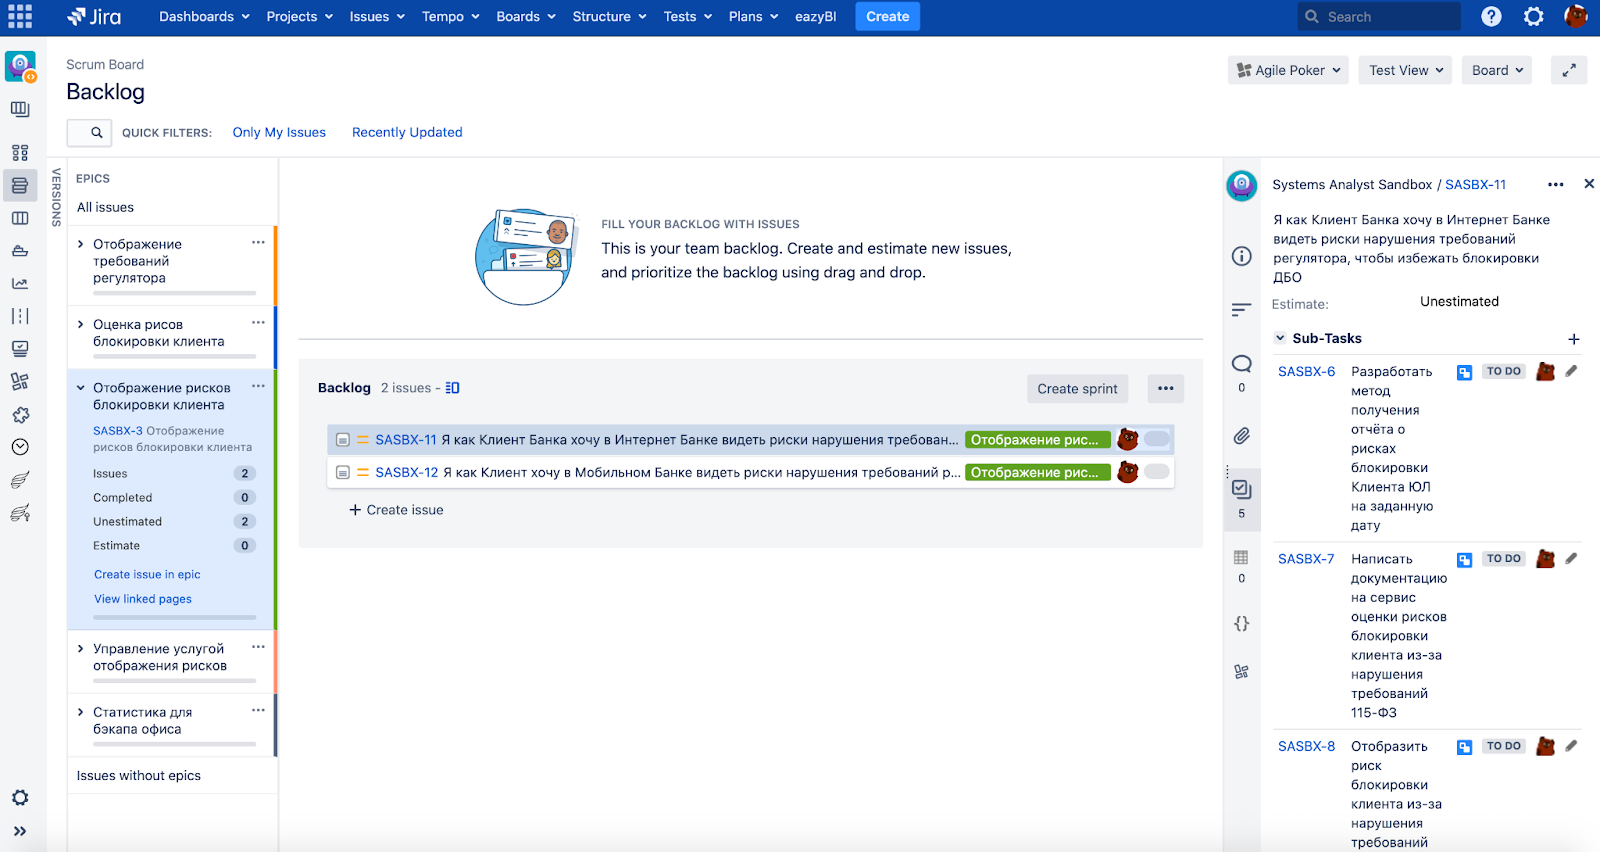 Jira Dashboards Projects Issues Tempo Boards Structure Tests Plans eazyBI Create Search
Scrum Board
Backlog
Agile Poker Test View Board
QUICK FILTERS: Only My Issues Recently Updated
VERSIONS
EPICS
All issues
Отображение
требований
регулятора
Оценка рисов
блокировки клиента
Отображение рисков
блокировки клиента
SASBX-3 Отображение
рисков блокировки клиента
Issues 2
Completed 0
Unestimated 2
Estimate 0
Create issue in epic
View linked pages
Управление услугой
отображения рисков
Статистика для
бэкапа офиса
Issues without epics
FILL YOUR BACKLOG WITH ISSUES
This is your team backlog. Create and estimate new issues,
and prioritize the backlog using drag and drop.
Backlog 2 issues - Create sprint
SASBX-11 Я как Клиент Банка хочу в Интернет Банке видеть риски нарушения требован... Отображение рис...
SASBX-12 Я как Клиент хочу в Мобильном Банке видеть риски нарушения требований р... Отображение рис...
+ Create issue
0
5
0
Systems Analyst Sandbox / SASBX-11
Я как Клиент Банка хочу в Интернет Банке
видеть риски нарушения требований
регулятора, чтобы избежать блокировки
ДБО
Estimate: Unestimated
Sub-Tasks
SASBX-6 Разработать TO DO
метод
получения
отчёта о
рисках
блокировки
Клиента ЮЛ
на заданную
дату
SASBX-7 Написать TO DO
документацию
на сервис
оценки рисков
блокировки
клиента из-за
нарушения
требований
115-ФЗ
SASBX-8 Отобразить TO DO
риск
блокировки
клиента из-за
нарушения
требований